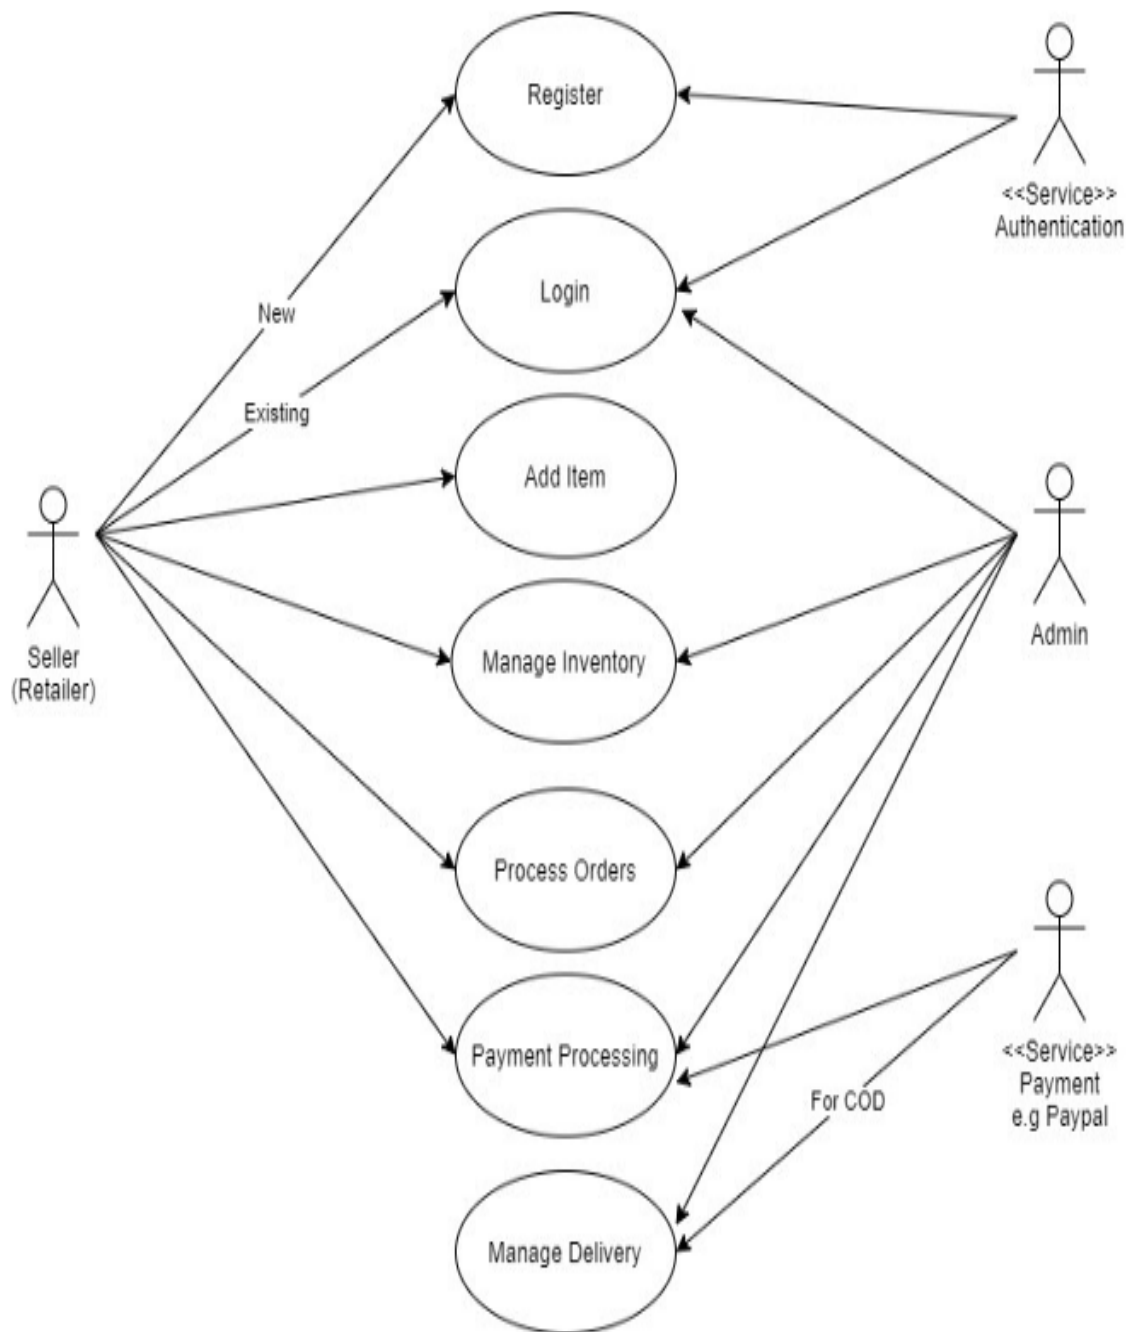 Register
<<Service>>
Authentication
Login
New
Existing
Add Item
Seller
(Retailer)
Manage Inventory
Admin
Process Orders
Payment Processing
<<Service>>
Payment
e.g Paypal
For COD
Manage Delivery